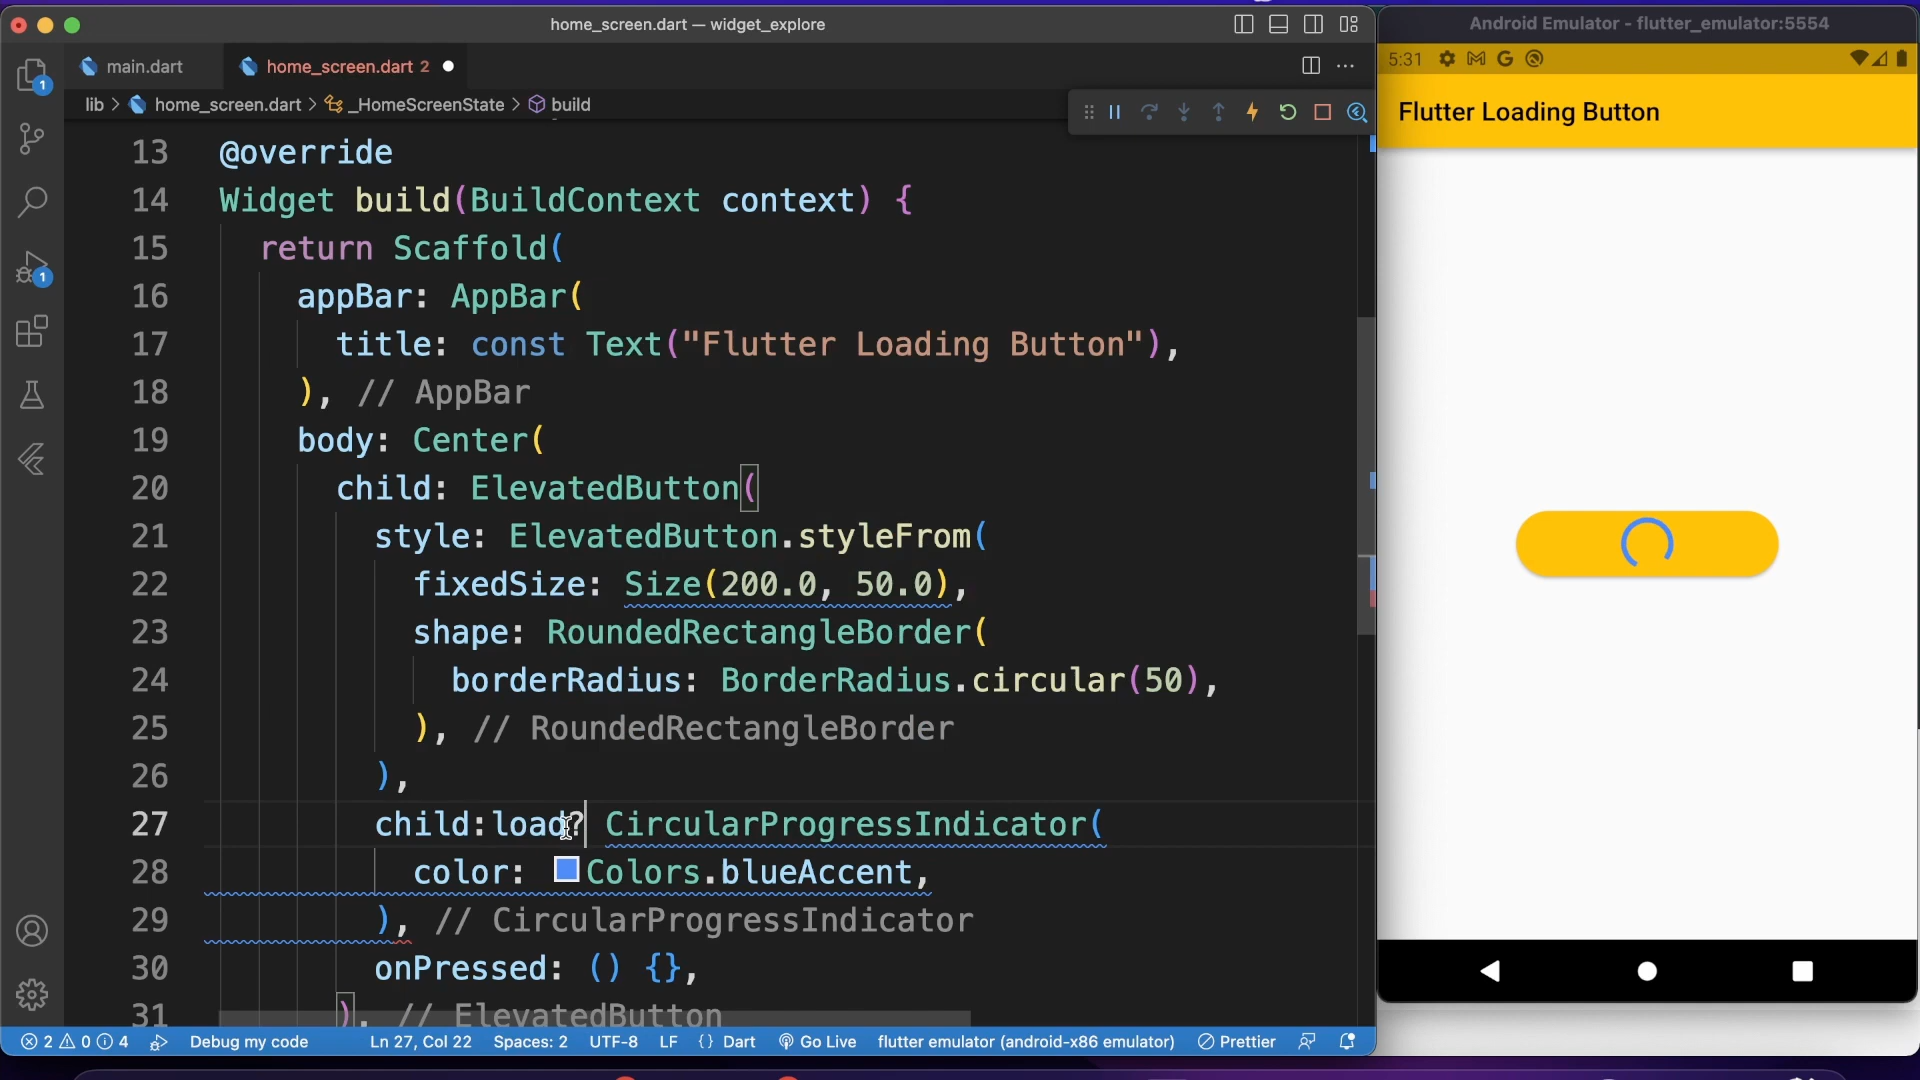 home_screen.dart — widget_explore
main.dart
home_screen.dart 2
lib > home_screen.dart > _HomeScreenState > build
13 @override
14 Widget build(BuildContext context) {
15 return Scaffold(
16 appBar: AppBar(
17 title: const Text("Flutter Loading Button"),
18 ), // AppBar
19 body: Center(
20 child: ElevatedButton(
21 style: ElevatedButton.styleFrom(
22 fixedSize: Size(200.0, 50.0),
23 shape: RoundedRectangleBorder(
24 borderRadius: BorderRadius.circular(50),
25 ), // RoundedRectangleBorder
26 ),
27 child:load? CircularProgressIndicator(
28 color: Colors.blueAccent,
29 ), // CircularProgressIndicator
30 onPressed: () {},
31 ), // ElevatedButton
1
1
2 0 4 Debug my code Ln 27, Col 22 Spaces: 2 UTF-8 LF {} Dart Go Live flutter emulator (android-x86 emulator) Prettier
Android Emulator - flutter_emulator:5554
5:31
Flutter Loading Button